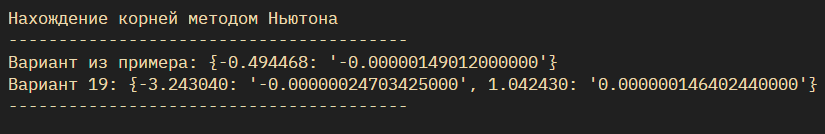 Нахождение корней методом Ньютона
----------------------------------------
Вариант из примера: {-0.494468: '-0.00000149012000000'}
Вариант 19: {-3.243040: '-0.00000024703425000', 1.042430: '0.000000146402440000'}
----------------------------------------